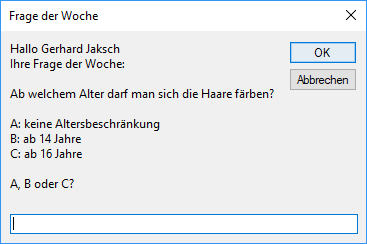 Frage der Woche
Hallo Gerhard Jaksch
Ihre Frage der Woche:
Ab welchem Alter darf man sich die Haare färben?
A: keine Altersbeschränkung
B: ab 14 Jahre
C: ab 16 Jahre
A, B oder C?
OK
Abbrechen